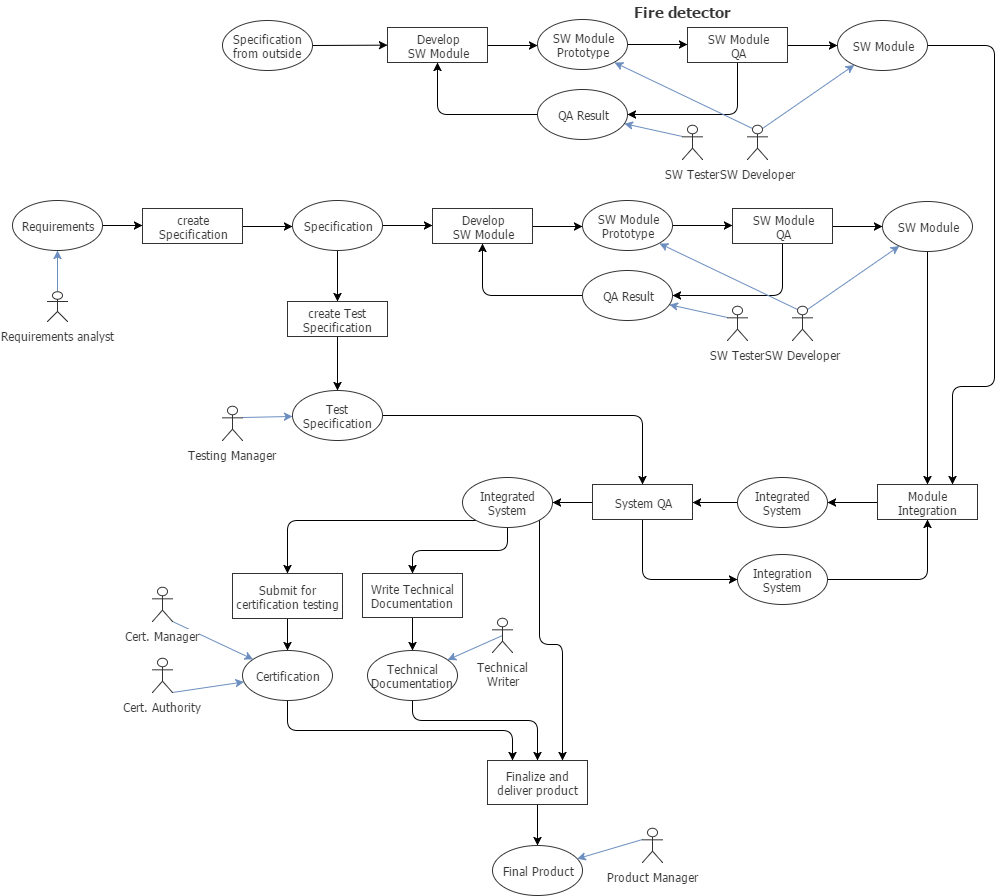 Fire detector
Specification
from outside
Develop
SW Module
SW Module
Prototype
SW Module
QA
SW Module
QA Result
SW Tester
SW Developer
Requirements
create
Specification
Specification
Develop
SW Module
SW Module
Prototype
SW Module
QA
SW Module
QA Result
create Test
Specification
Requirements analyst
SW Tester
SW Developer
Test
Specification
Testing Manager
Integrated
System
System QA
Integrated
System
Module
Integration
Integration
System
Submit for
certification testing
Write Technical
Documentation
Cert. Manager
Certification
Technical
Documentation
Technical
Writer
Cert. Authority
Finalize and
deliver product
Final Product
Product Manager